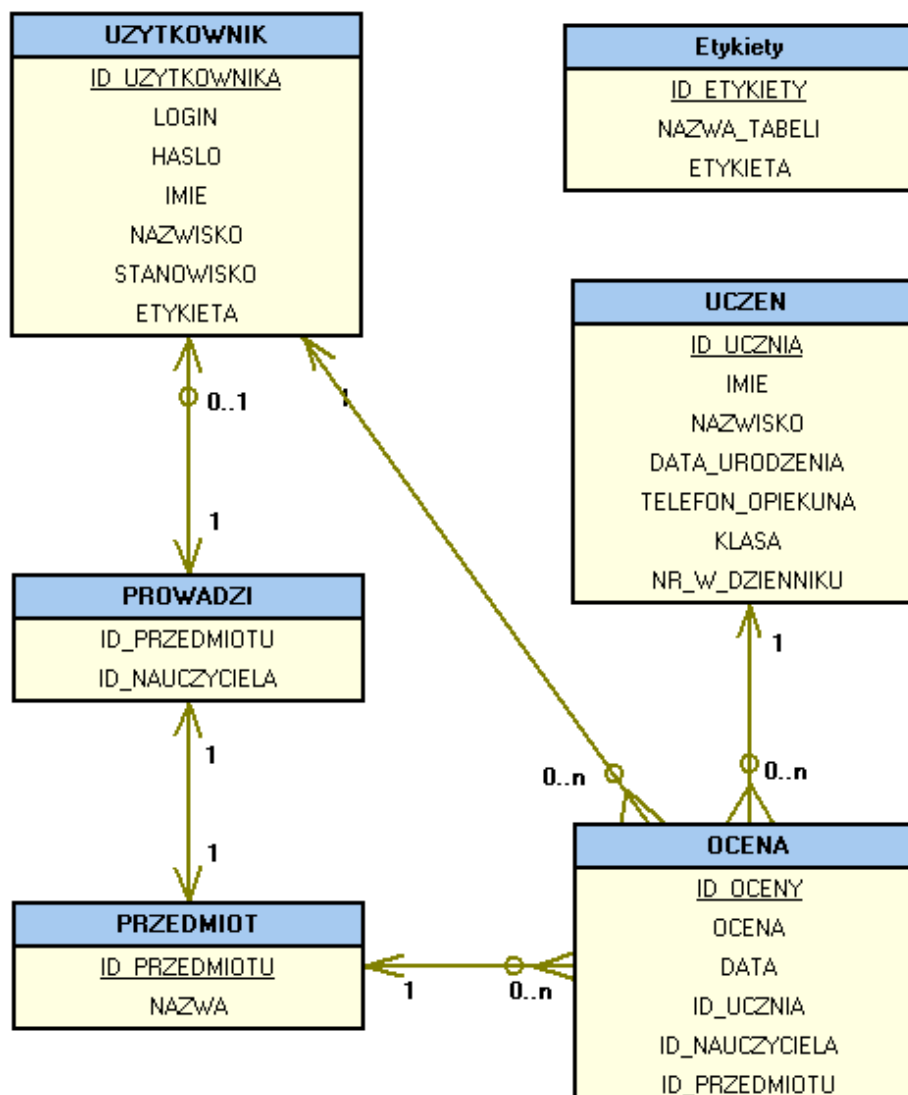 UZYTKOWNIK
ID_UZYTKOWNIKA
LOGIN
HASLO
IMIE
NAZWISKO
STANOWISKO
ETYKIETA
Etykiety
ID_ETYKIETY
NAZWA_TABELI
ETYKIETA
UCZEN
ID_UCZNIA
IMIE
NAZWISKO
DATA_URODZENIA
TELEFON_OPIEKUNA
KLASA
NR_W_DZIENNIKU
0..1
1
1
PROWADZI
ID_PRZEDMIOTU
ID_NAUCZYCIELA
1
1
1
0..n
0..n
PRZEDMIOT
ID_PRZEDMIOTU
NAZWA
1
0..n
OCENA
ID_OCENY
OCENA
DATA
ID_UCZNIA
ID_NAUCZYCIELA
ID_PRZEDMIOTU